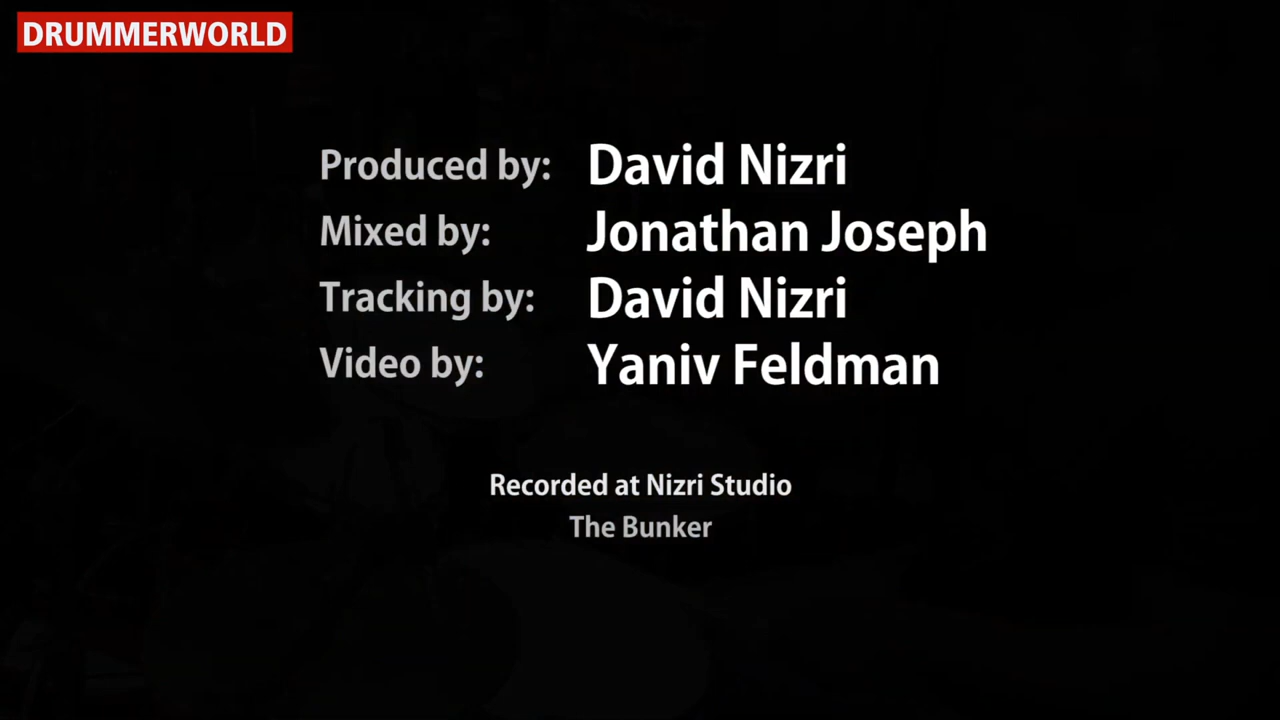 DRUMMERWORLD
Produced by: David Nizri
Mixed by: Jonathan Joseph
Tracking by: David Nizri
Video by: Yaniv Feldman
Recorded at Nizri Studio
The Bunker